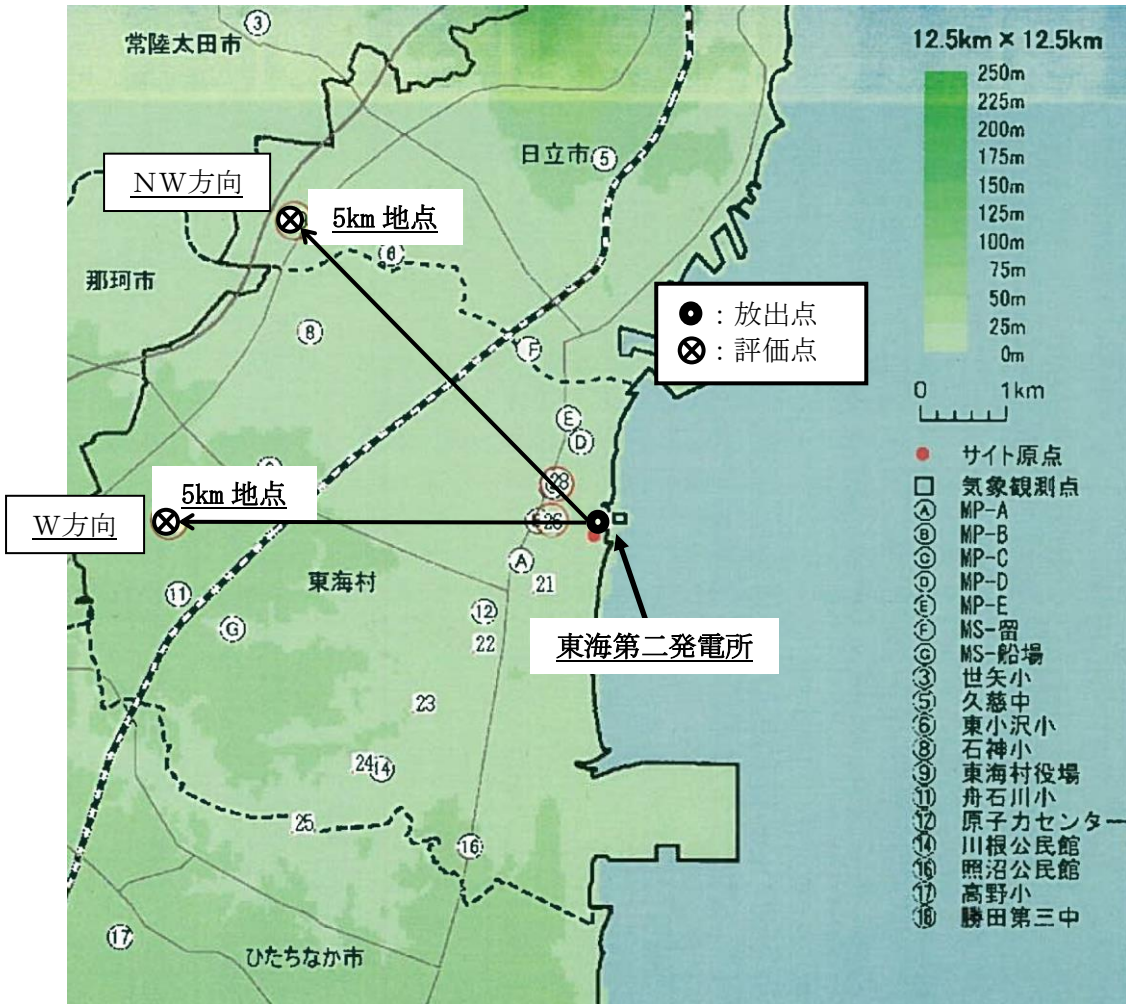 常陸太田市
③
日立市
⑤
NW方向
5km 地点
⑥
那珂市
⑧
Ⓕ
●：放出点
⊗：評価点
Ⓔ
Ⓓ
28
5km 地点
W方向
26
Ⓐ
21
東海村
⑪
⑫
Ⓖ
22
東海第二発電所
23
24
⑭
25
⑯
⑰
ひたちなか市
12.5km × 12.5km
250m
225m
200m
175m
150m
125m
100m
75m
50m
25m
0m
0 1km
サイト原点
気象観測点
Ⓐ MP-A
Ⓑ MP-B
Ⓖ MP-C
Ⓓ MP-D
Ⓔ MP-E
Ⓕ MS-留
Ⓖ MS-船場
③ 世矢小
⑤ 久慈中
⑥ 東小沢小
⑧ 石神小
⑨ 東海村役場
⑪ 舟石川小
⑫ 原子力センター
⑭ 川根公民館
⑯ 照沼公民館
⑰ 高野小
⑱ 勝田第三中